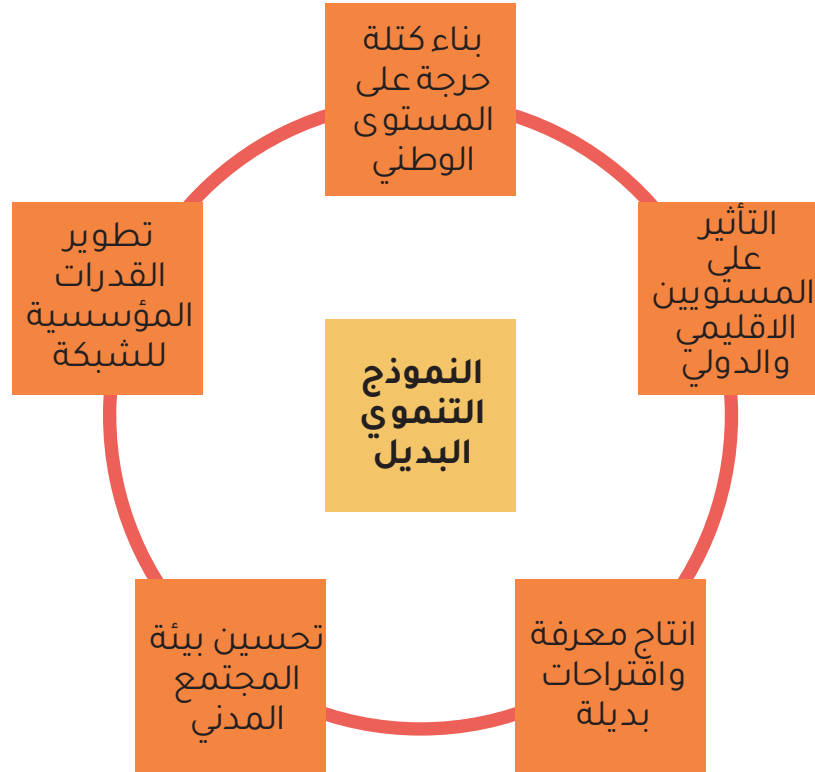 بناء كتلة
حرجة على
المستوى
الوطني
التأثير
على
المستويين
الاقليمي
والدولي
تطوير
القدرات
المؤسسية
للشبكة
النموذج
التنموي
البديل
انتاج معرفة
واقتراحات
بديلة
تحسين بيئة
المجتمع
المدني